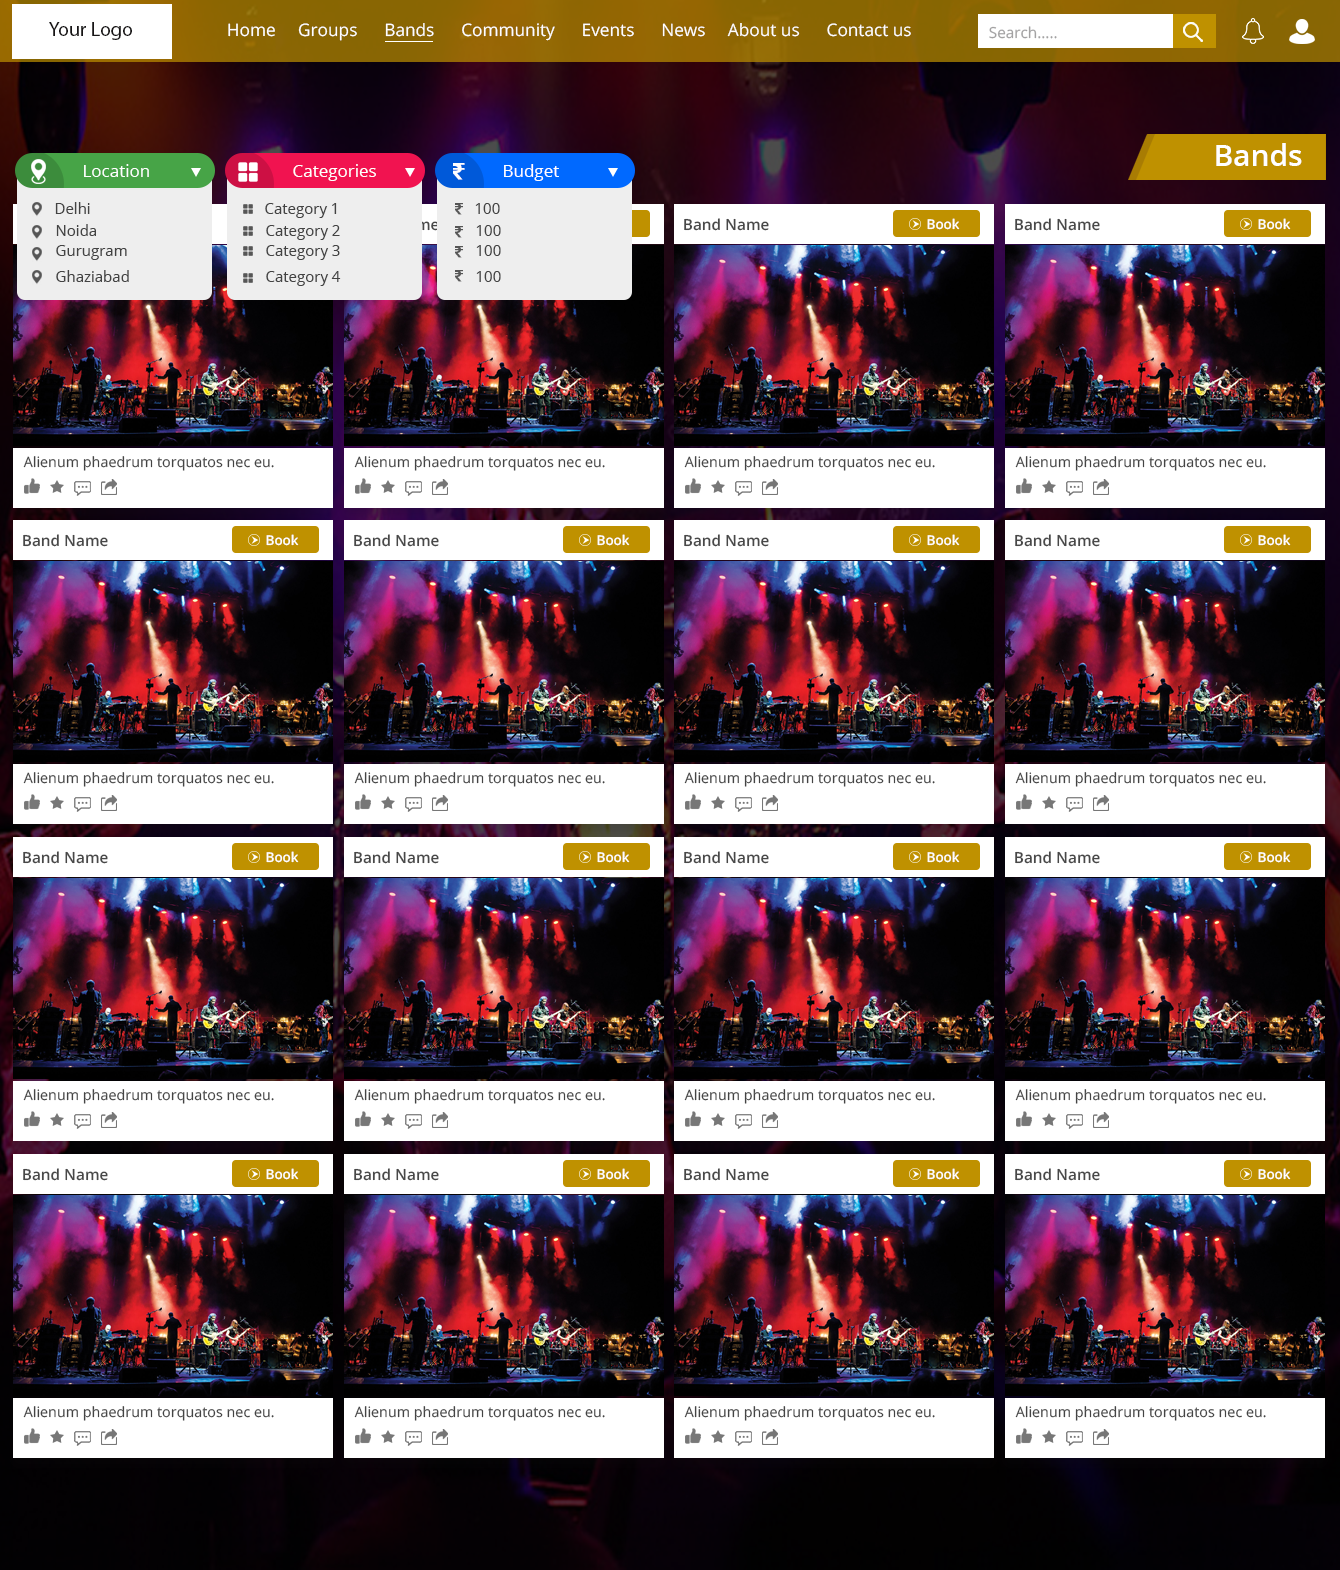 Your Logo
Home Groups Bands Community Events News About us Contact us
Search.....
Bands
Location Categories Budget
Delhi Category 1 ₹ 100
Noida Category 2 ₹ 100
Gurugram Category 3 ₹ 100
Ghaziabad Category 4 ₹ 100
me Band Name Book Band Name Book
Alienum phaedrum torquatos nec eu. Alienum phaedrum torquatos nec eu. Alienum phaedrum torquatos nec eu. Alienum phaedrum torquatos nec eu.
Band Name Book Band Name Book Band Name Book Band Name Book
Alienum phaedrum torquatos nec eu. Alienum phaedrum torquatos nec eu. Alienum phaedrum torquatos nec eu. Alienum phaedrum torquatos nec eu.
Band Name Book Band Name Book Band Name Book Band Name Book
Alienum phaedrum torquatos nec eu. Alienum phaedrum torquatos nec eu. Alienum phaedrum torquatos nec eu. Alienum phaedrum torquatos nec eu.
Band Name Book Band Name Book Band Name Book Band Name Book
Alienum phaedrum torquatos nec eu. Alienum phaedrum torquatos nec eu. Alienum phaedrum torquatos nec eu. Alienum phaedrum torquatos nec eu.